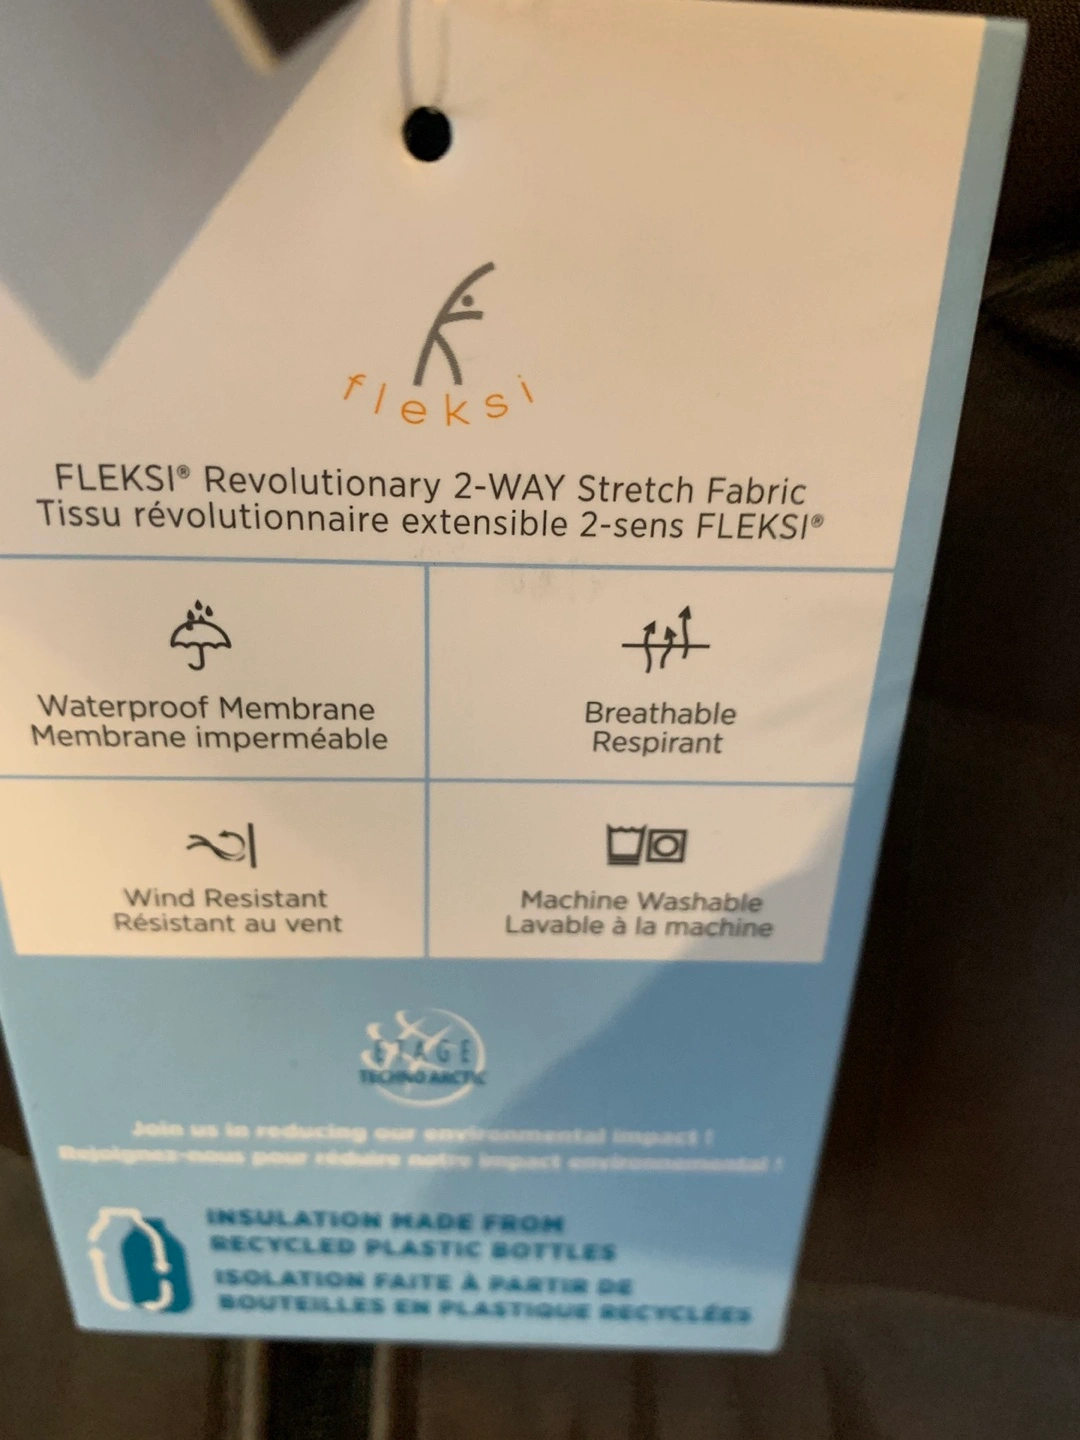 fleksi
FLEKSI® Revolutionary 2-WAY Stretch Fabric
Tissu révolutionnaire extensible 2-sens FLEKSI®
Waterproof Membrane
Membrane imperméable
Breathable
Respirant
Wind Resistant
Résistant au vent
Machine Washable
Lavable à la machine
ETAGE
TECHNO ARCTIC
Join us in reducing our environmental impact !
Rejoignez-nous pour réduire notre impact environnemental !
INSULATION MADE FROM
RECYCLED PLASTIC BOTTLES
ISOLATION FAITE À PARTIR DE
BOUTEILLES EN PLASTIQUE RECYCLÉES